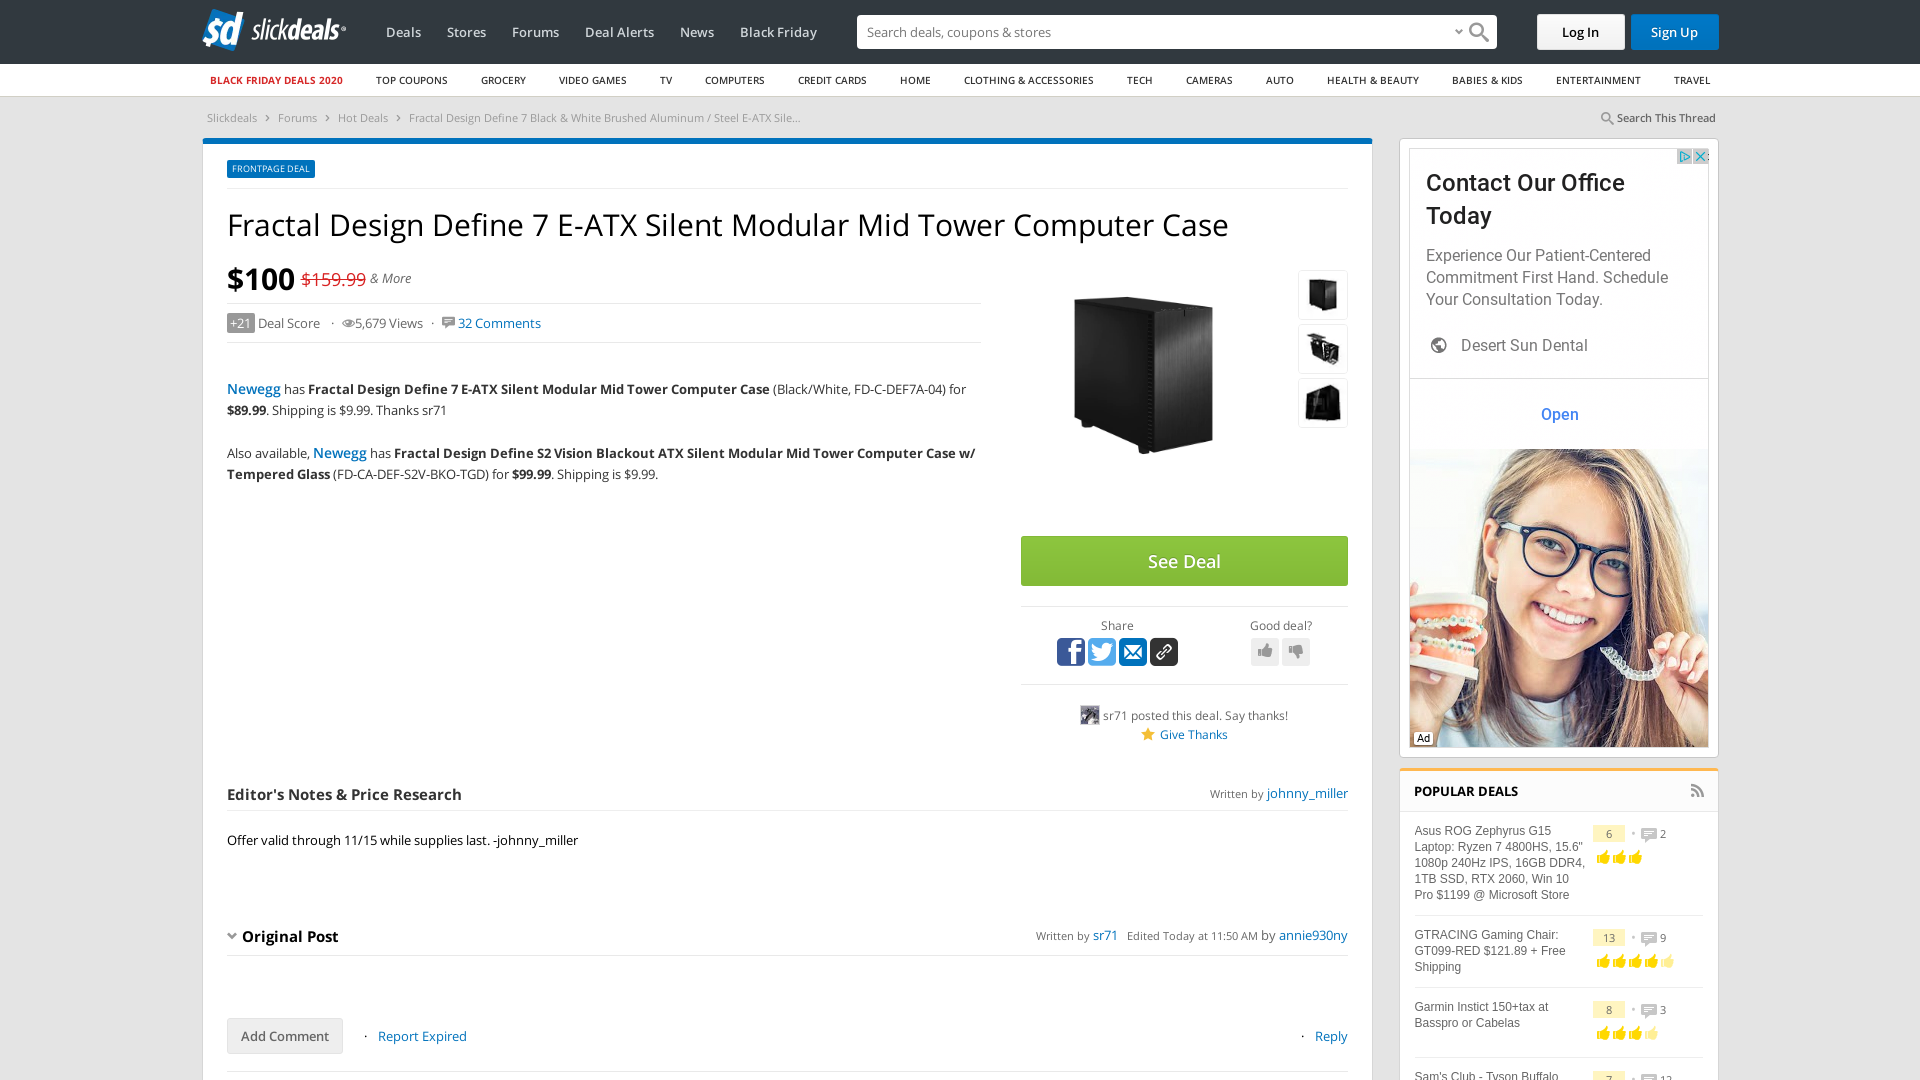 sd slickdeals
Deals
Stores
Forums
Deal Alerts
News
Black Friday
Search deals, coupons & stores
Log In
Sign Up
BLACK FRIDAY DEALS 2020
TOP COUPONS
GROCERY
VIDEO GAMES
TV
COMPUTERS
CREDIT CARDS
HOME
CLOTHING & ACCESSORIES
TECH
CAMERAS
AUTO
HEALTH & BEAUTY
BABIES & KIDS
ENTERTAINMENT
TRAVEL
Slickdeals › Forums › Hot Deals › Fractal Design Define 7 Black & White Brushed Aluminum / Steel E-ATX Sile...
Search This Thread
FRONTPAGE DEAL
Fractal Design Define 7 E-ATX Silent Modular Mid Tower Computer Case
$100 $159.99 & More
+21 Deal Score · 5,679 Views · 32 Comments
Newegg has Fractal Design Define 7 E-ATX Silent Modular Mid Tower Computer Case (Black/White, FD-C-DEF7A-04) for
$89.99. Shipping is $9.99. Thanks sr71
Also available, Newegg has Fractal Design Define S2 Vision Blackout ATX Silent Modular Mid Tower Computer Case w/
Tempered Glass (FD-CA-DEF-S2V-BKO-TGD) for $99.99. Shipping is $9.99.
See Deal
Share
Good deal?
sr71 posted this deal. Say thanks!
Give Thanks
Editor's Notes & Price Research
Written by johnny_miller
Offer valid through 11/15 while supplies last. -johnny_miller
Original Post
Written by sr71 Edited Today at 11:50 AM by annie930ny
Add Comment
· Report Expired
· Reply
Contact Our Office
Today
Experience Our Patient-Centered
Commitment First Hand. Schedule
Your Consultation Today.
Desert Sun Dental
Open
Ad
POPULAR DEALS
Asus ROG Zephyrus G15
Laptop: Ryzen 7 4800HS, 15.6"
1080p 240Hz IPS, 16GB DDR4,
1TB SSD, RTX 2060, Win 10
Pro $1199 @ Microsoft Store
6 • 2
GTRACING Gaming Chair:
GT099-RED $121.89 + Free
Shipping
13 • 9
Garmin Instict 150+tax at
Basspro or Cabelas
8 • 3
Sam's Club - Tyson Buffalo
7 • 12